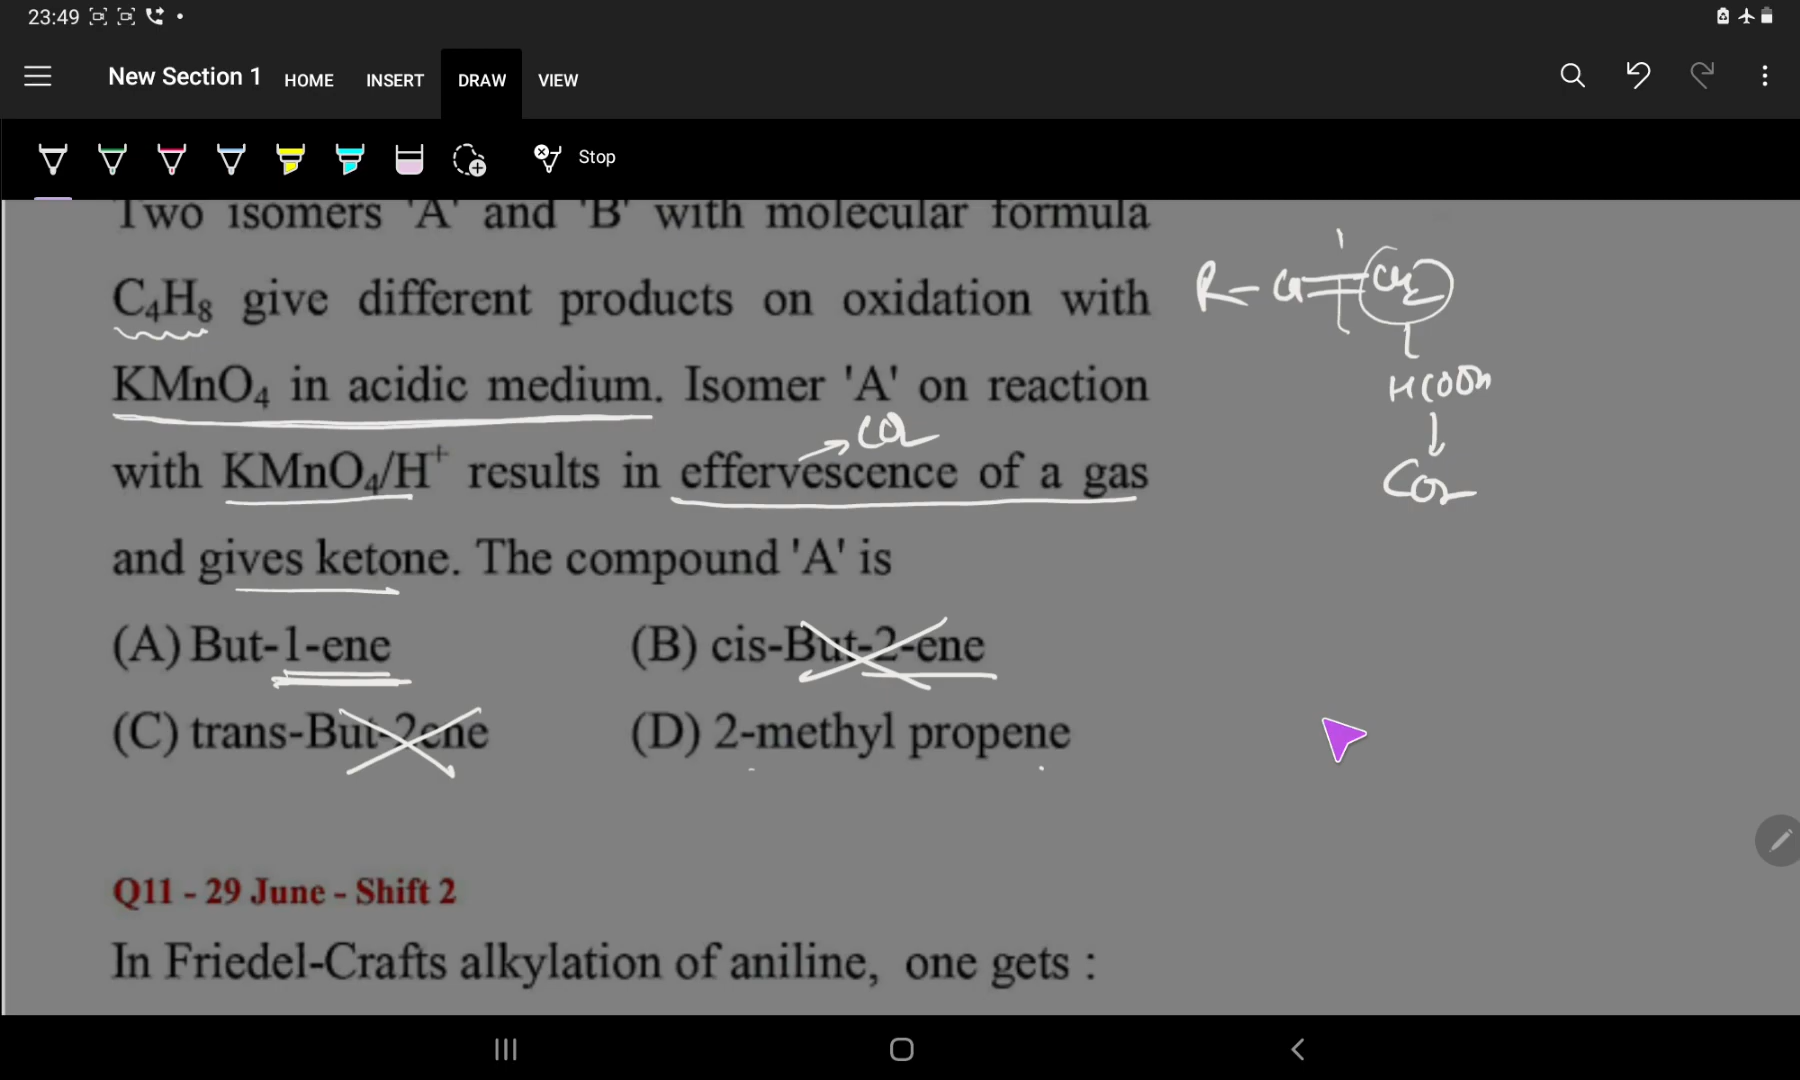 23:49
New Section 1 HOME INSERT DRAW VIEW
Stop
Two isomers 'A' and 'B' with molecular formula
C₄H₈ give different products on oxidation with
KMnO₄ in acidic medium. Isomer 'A' on reaction
with KMnO₄/H⁺ results in effervescence of a gas
and gives ketone. The compound 'A' is
(A) But-1-ene (B) cis-But-2-ene
(C) trans-But-2ene (D) 2-methyl propene
Q11 - 29 June - Shift 2
In Friedel-Crafts alkylation of aniline, one gets :
CO₂
R-CH=CH₂
HCOOH
CO₂